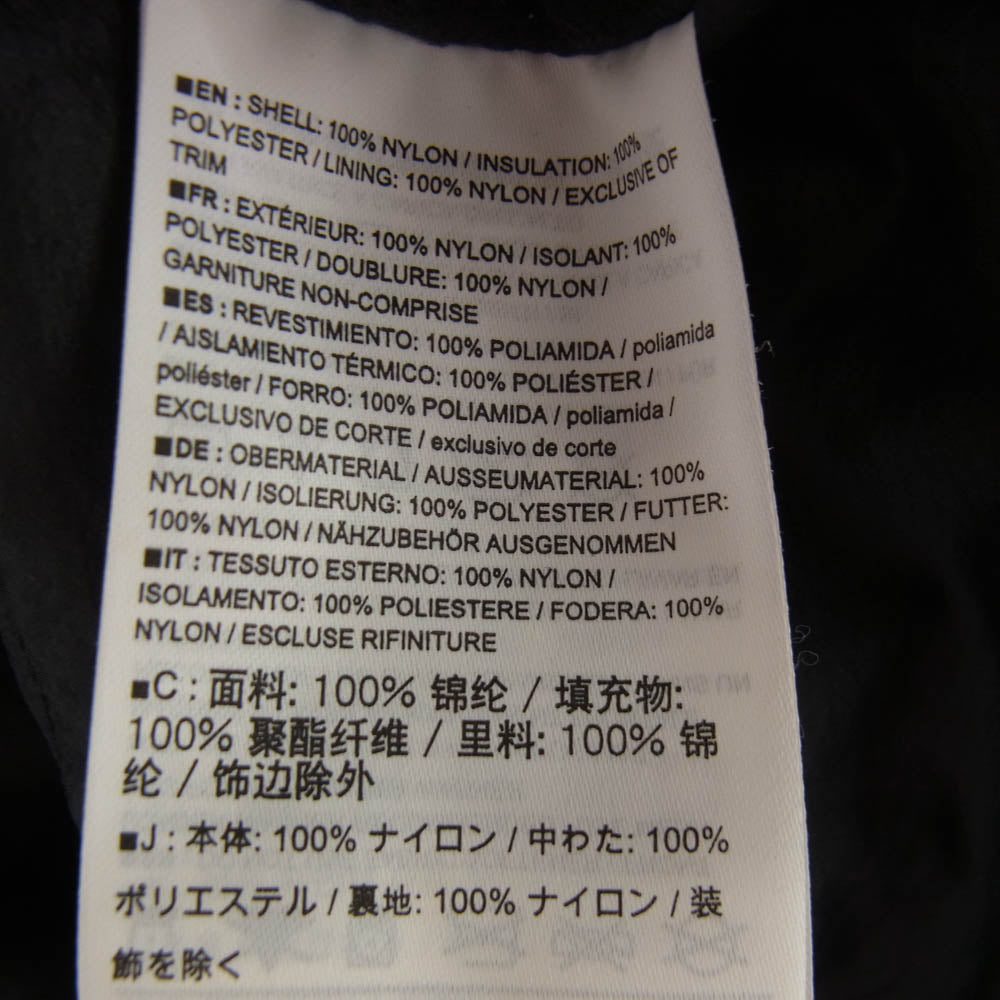 ■EN : SHELL: 100% NYLON / INSULATION: 100%
POLYESTER / LINING: 100% NYLON / EXCLUSIVE OF
TRIM
■FR : EXTÉRIEUR: 100% NYLON / ISOLANT: 100%
POLYESTER / DOUBLURE: 100% NYLON /
GARNITURE NON-COMPRISE
■ES : REVESTIMIENTO: 100% POLIAMIDA / poliamida
/ AISLAMIENTO TÉRMICO: 100% POLIÉSTER /
poliéster / FORRO: 100% POLIAMIDA / poliamida /
EXCLUSIVO DE CORTE / exclusivo de corte
■DE : OBERMATERIAL / AUSSEUMATERIAL: 100%
NYLON / ISOLIERUNG: 100% POLYESTER / FUTTER:
100% NYLON / NÄHZUBEHÖR AUSGENOMMEN
■IT : TESSUTO ESTERNO: 100% NYLON /
ISOLAMENTO: 100% POLIESTERE / FODERA: 100%
NYLON / ESCLUSE RIFINITURE
■C : 面料: 100% 锦纶 / 填充物:
100% 聚酯纤维 / 里料: 100% 锦
纶 / 饰边除外
■J : 本体: 100% ナイロン / 中わた: 100%
ポリエステル / 裏地: 100% ナイロン / 装
飾を除く